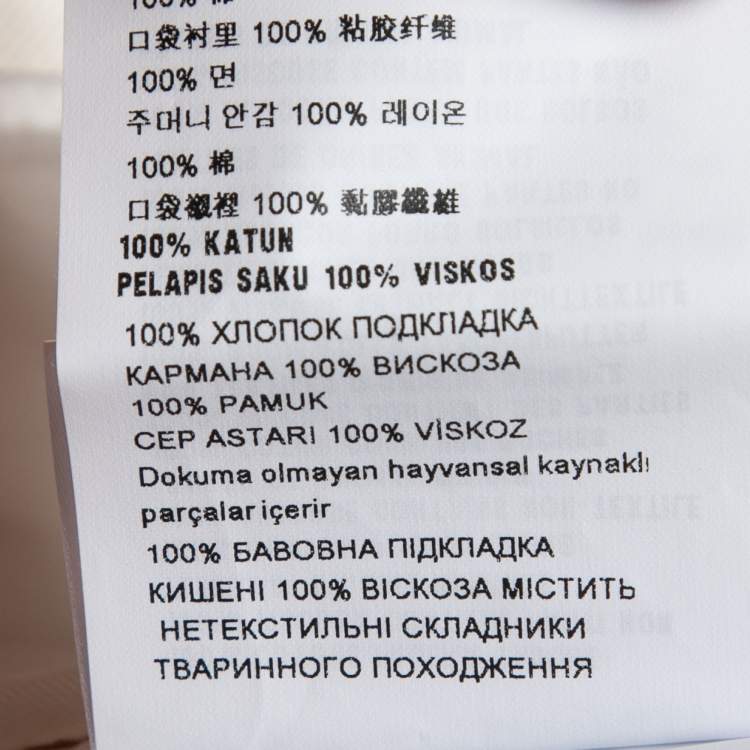 100% 棉
口袋衬里 100% 粘胶纤维
100% 면
주머니 안감 100% 레이온
100% 棉
口袋襯裡 100% 黏膠纖維
100% KATUN
PELAPIS SAKU 100% VISKOS
100% ХЛОПОК ПОДКЛАДКА
КАРМАНА 100% ВИСКОЗА
100% PAMUK
CEP ASTARI 100% VİSKOZ
Dokuma olmayan hayvansal kaynaklı
parçalar içerir
100% БАВОВНА ПІДКЛАДКА
КИШЕНІ 100% ВІСКОЗА МІСТИТЬ
НЕТЕКСТИЛЬНІ СКЛАДНИКИ
ТВАРИННОГО ПОХОДЖЕННЯ